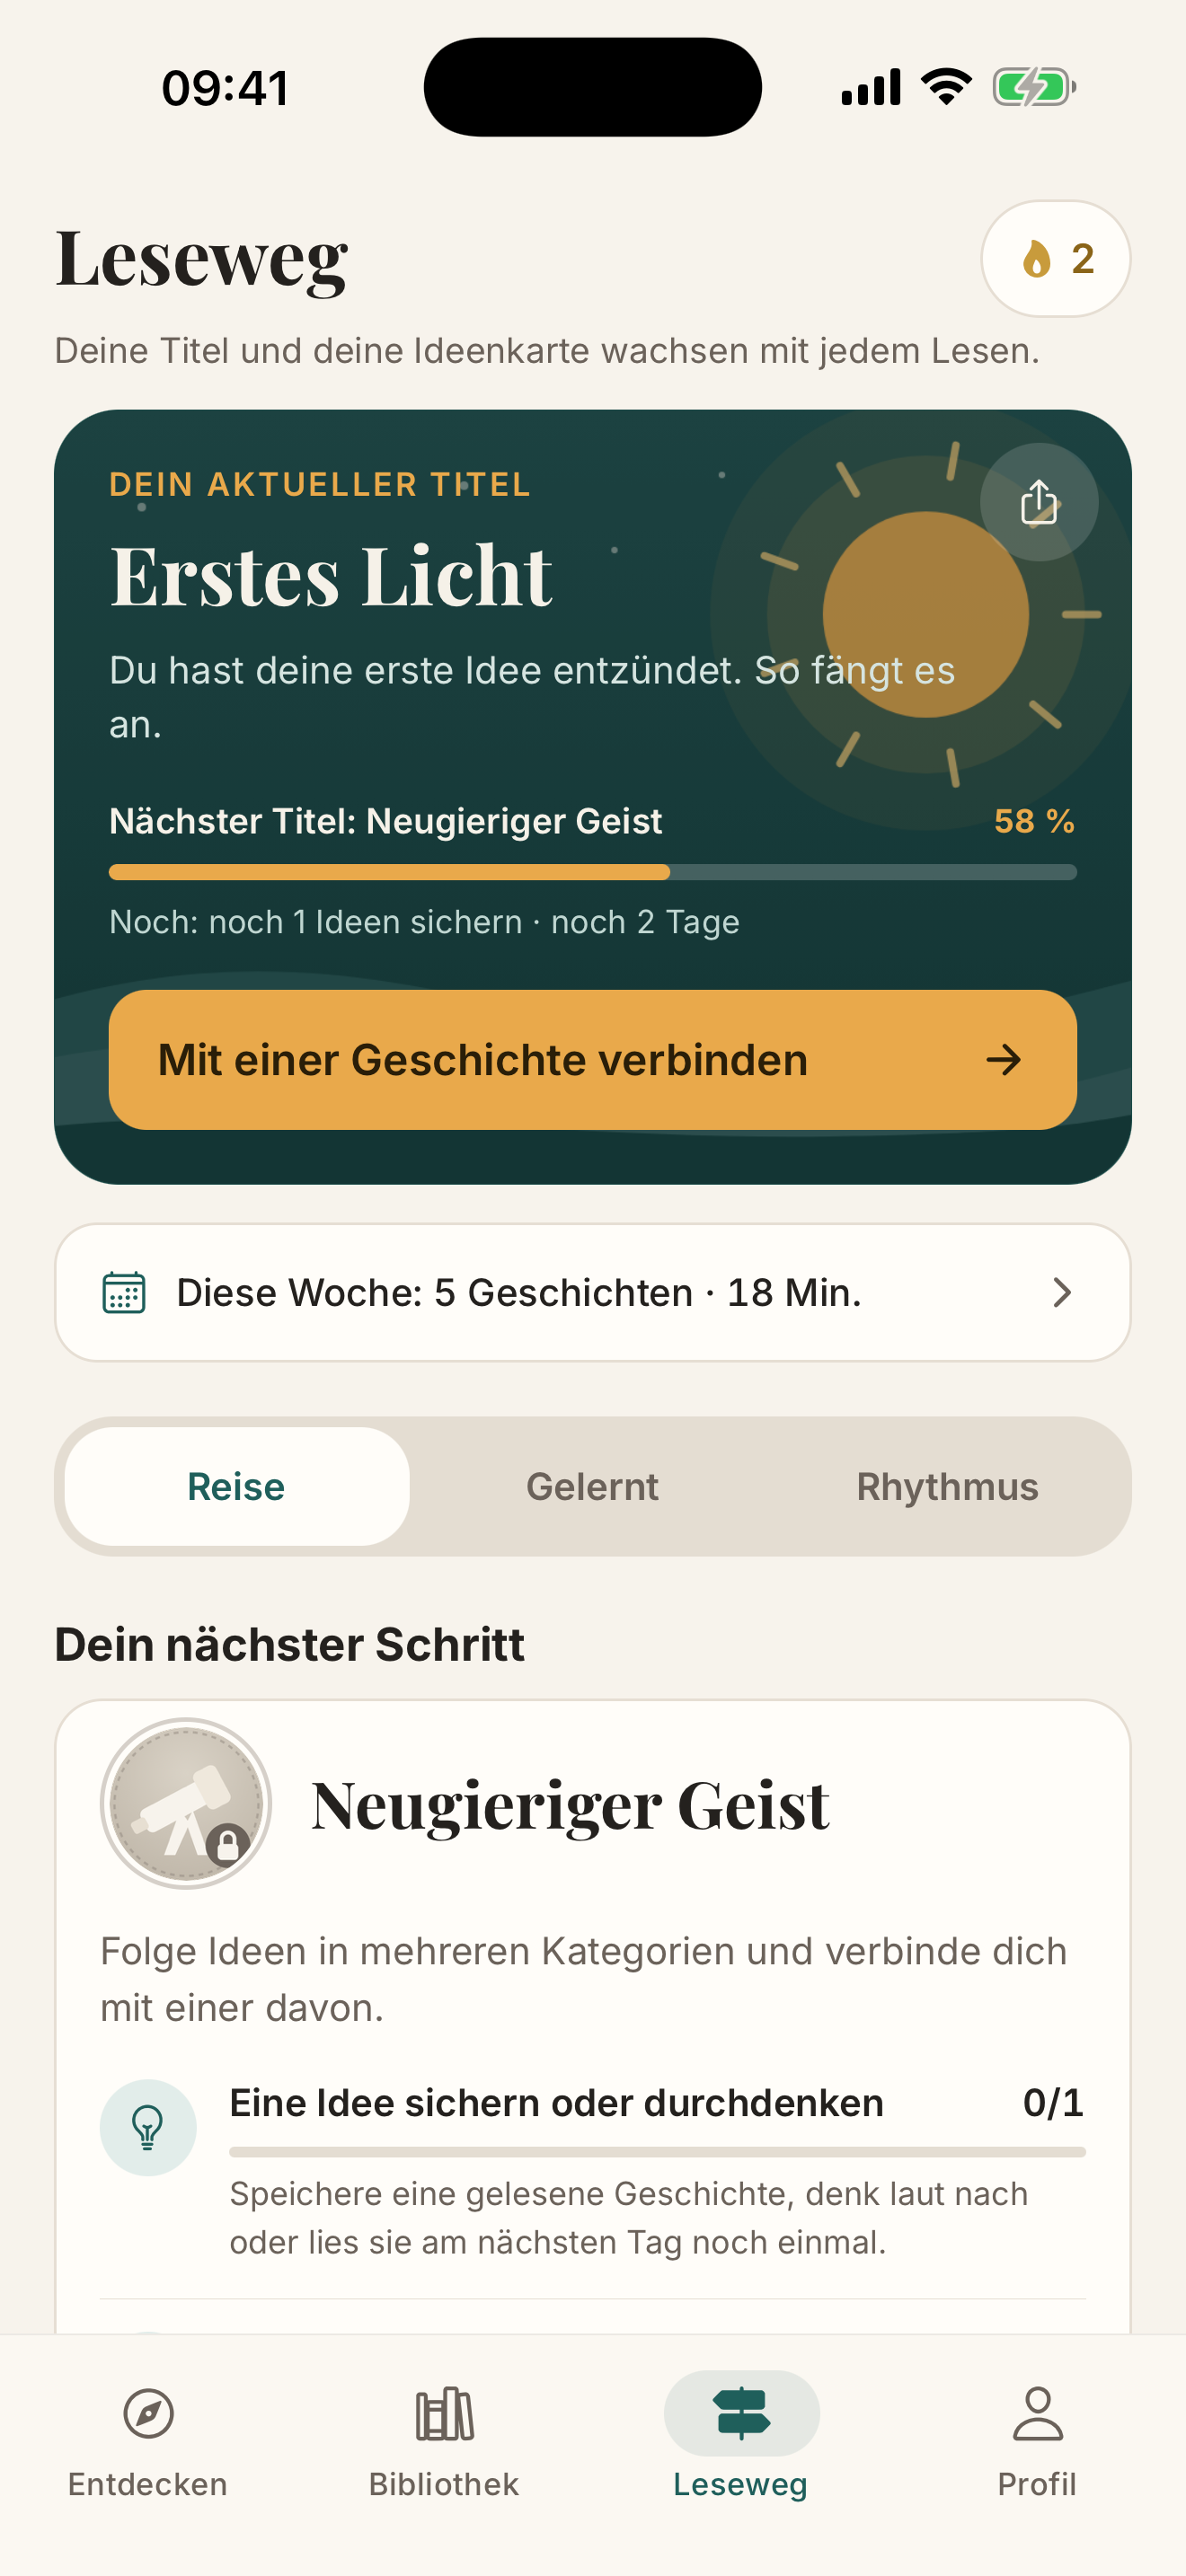 09:41
Leseweg
2
Deine Titel und deine Ideenkarte wachsen mit jedem Lesen.
DEIN AKTUELLER TITEL
Erstes Licht
Du hast deine erste Idee entzündet. So fängt es
an.
Nächster Titel: Neugieriger Geist
58 %
Noch: noch 1 Ideen sichern · noch 2 Tage
Mit einer Geschichte verbinden
Diese Woche: 5 Geschichten · 18 Min.
Reise
Gelernt
Rhythmus
Dein nächster Schritt
Neugieriger Geist
Folge Ideen in mehreren Kategorien und verbinde dich
mit einer davon.
Eine Idee sichern oder durchdenken
0/1
Speichere eine gelesene Geschichte, denk laut nach
oder lies sie am nächsten Tag noch einmal.
Entdecken
Bibliothek
Leseweg
Profil